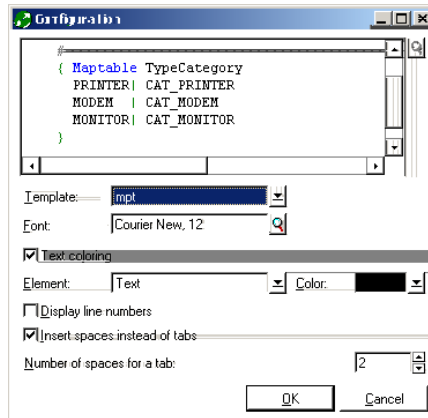 Configuration
#
{ Maptable TypeCategory
PRINTER| CAT_PRINTER
MODEM | CAT_MODEM
MONITOR| CAT_MONITOR
}
Template: mpt
Font: Courier New, 12
Text coloring
Element: Text Color:
Display line numbers
Insert spaces instead of tabs
Number of spaces for a tab: 2
OK Cancel